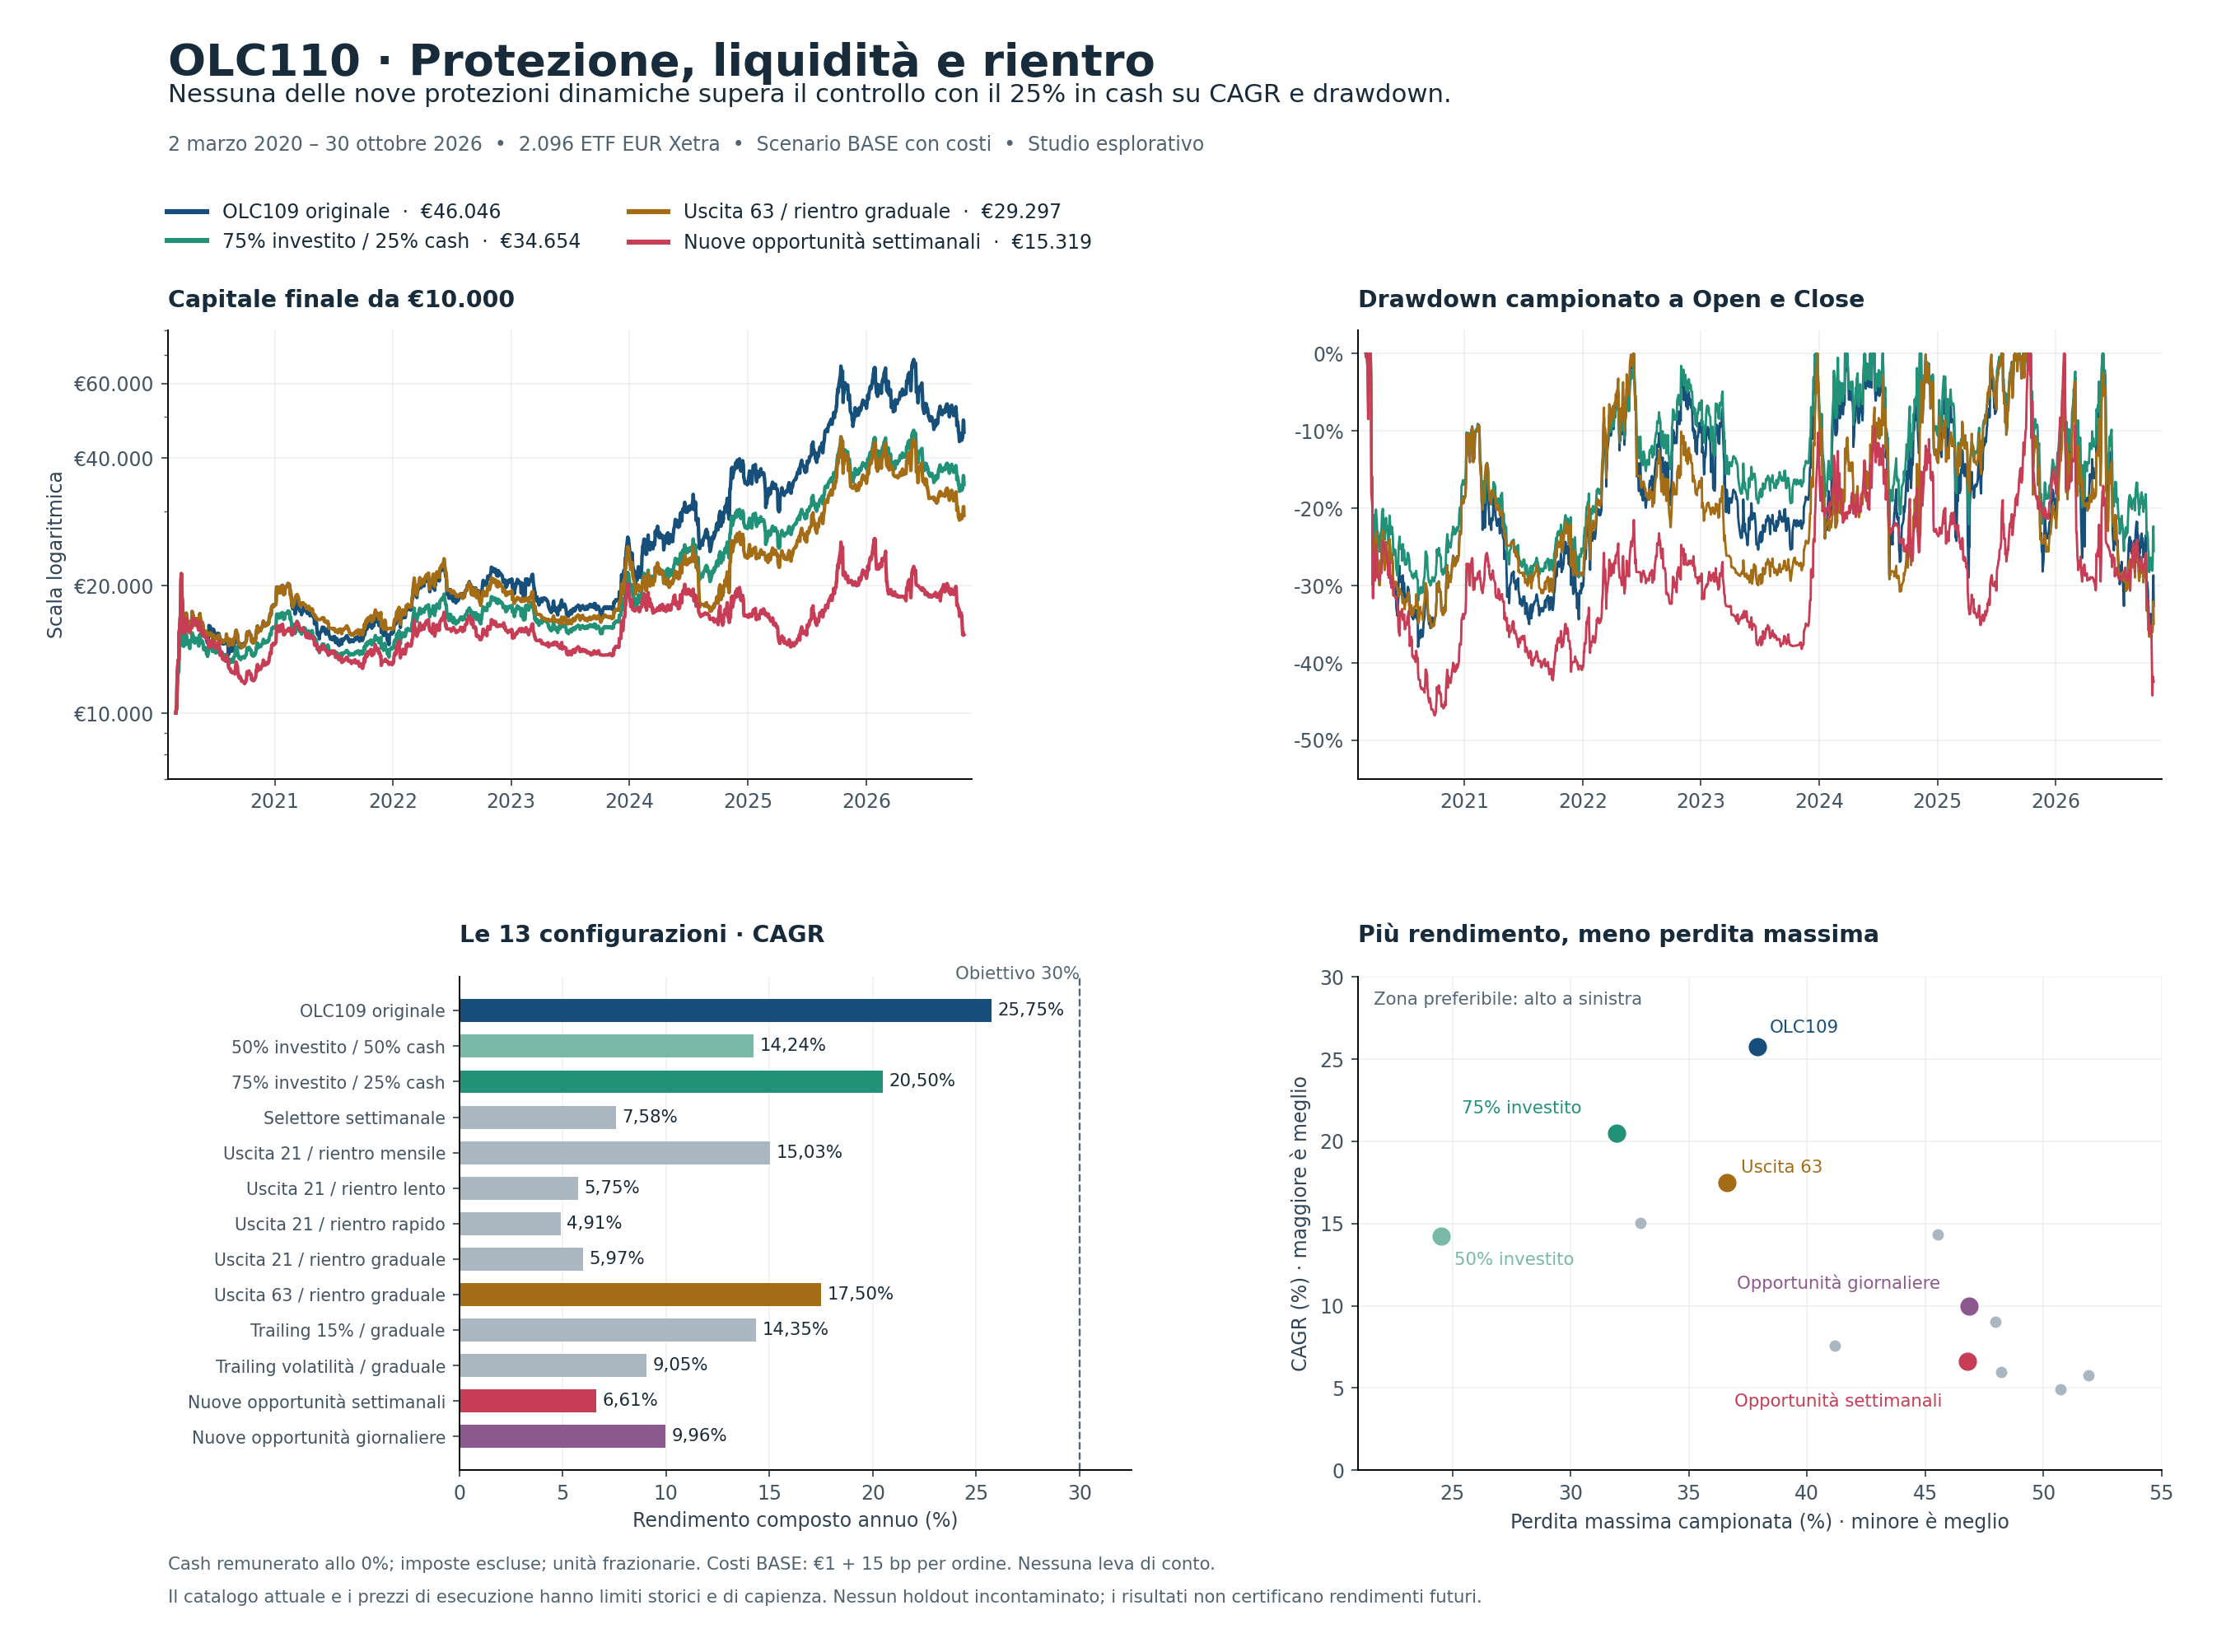 OLC110 · Protezione, liquidità e rientro
Nessuna delle nove protezioni dinamiche supera il controllo con il 25% in cash su CAGR e drawdown.
2 marzo 2020 – 30 ottobre 2026 • 2.096 ETF EUR Xetra • Scenario BASE con costi • Studio esplorativo
OLC109 originale · €46.046
Uscita 63 / rientro graduale · €29.297
75% investito / 25% cash · €34.654
Nuove opportunità settimanali · €15.319
Capitale finale da €10.000
Scala logaritmica
€60.000
€40.000
€20.000
€10.000
2021 2022 2023 2024 2025 2026
Drawdown campionato a Open e Close
0%
-10%
-20%
-30%
-40%
-50%
2021 2022 2023 2024 2025 2026
Le 13 configurazioni · CAGR
Obiettivo 30%
OLC109 originale 25,75%
50% investito / 50% cash 14,24%
75% investito / 25% cash 20,50%
Selettore settimanale 7,58%
Uscita 21 / rientro mensile 15,03%
Uscita 21 / rientro lento 5,75%
Uscita 21 / rientro rapido 4,91%
Uscita 21 / rientro graduale 5,97%
Uscita 63 / rientro graduale 17,50%
Trailing 15% / graduale 14,35%
Trailing volatilità / graduale 9,05%
Nuove opportunità settimanali 6,61%
Nuove opportunità giornaliere 9,96%
0 5 10 15 20 25 30
Rendimento composto annuo (%)
Più rendimento, meno perdita massima
Zona preferibile: alto a sinistra
CAGR (%) · maggiore è meglio
30
25
20
15
10
5
0
OLC109
75% investito
Uscita 63
50% investito
Opportunità giornaliere
Opportunità settimanali
25 30 35 40 45 50 55
Perdita massima campionata (%) · minore è meglio
Cash remunerato allo 0%; imposte escluse; unità frazionarie. Costi BASE: €1 + 15 bp per ordine. Nessuna leva di conto.
Il catalogo attuale e i prezzi di esecuzione hanno limiti storici e di capienza. Nessun holdout incontaminato; i risultati non certificano rendimenti futuri.